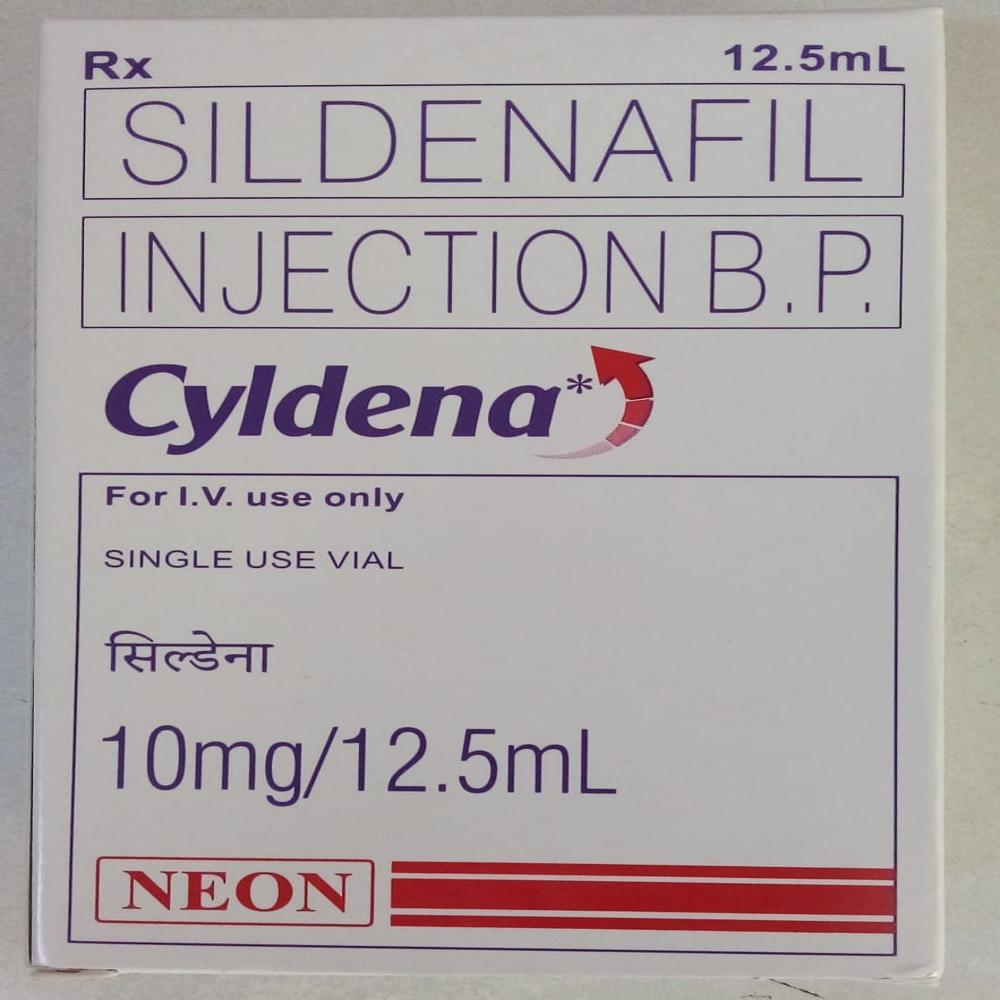 Rx 12.5mL
SILDENAFIL
INJECTION B.P.
Cyldena*
For I.V. use only
SINGLE USE VIAL
सिल्डेना
10mg/12.5mL
NEON